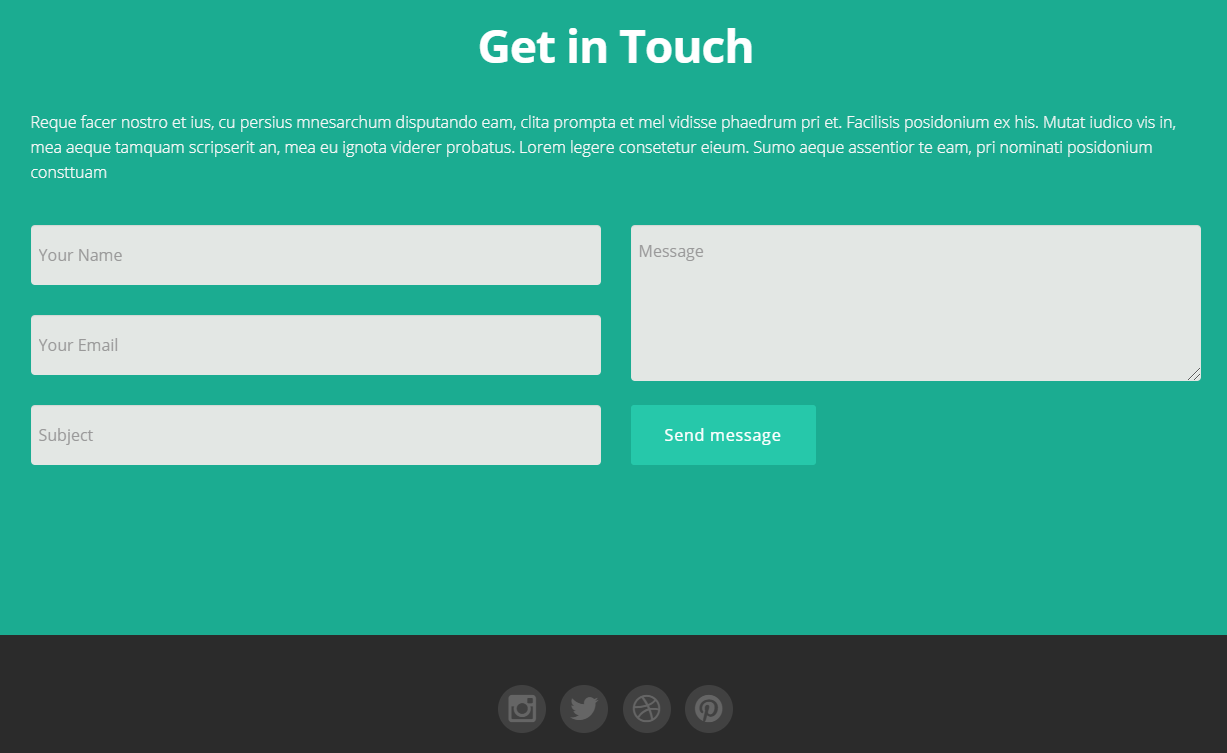 Get in Touch
Reque facer nostro et ius, cu persius mnesarchum disputando eam, clita prompta et mel vidisse phaedrum pri et. Facilisis posidonium ex his. Mutat iudico vis in,
mea aeque tamquam scripserit an, mea eu ignota viderer probatus. Lorem legere consetetur eieum. Sumo aeque assentior te eam, pri nominati posidonium
consttuam
Your Name
Message
Your Email
Subject
Send message